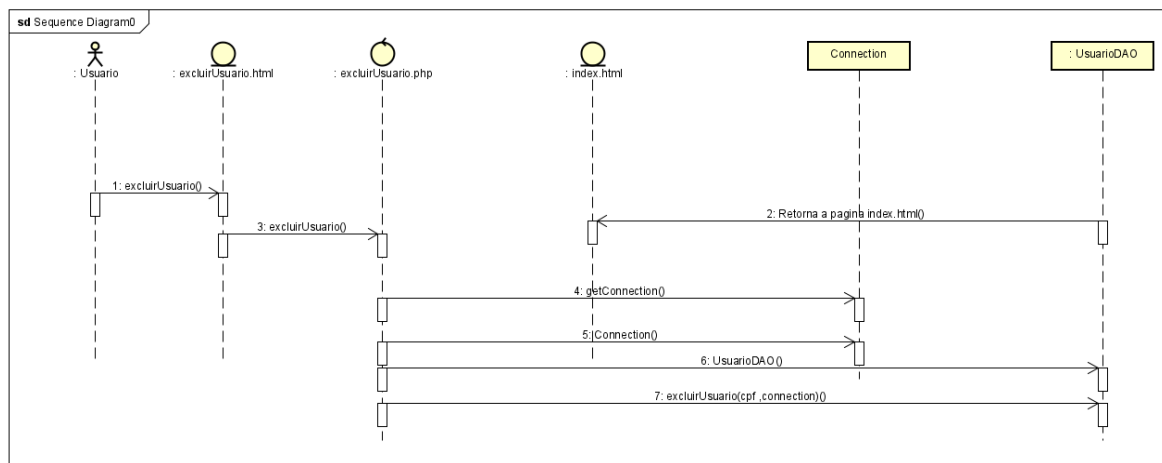 sd Sequence Diagram0
: Usuario
: excluirUsuario.html
: excluirUsuario.php
: index.html
Connection
: UsuarioDAO
1: excluirUsuario()
2: Retorna a pagina index.html()
3: excluirUsuario()
4: getConnection()
5: Connection()
6: UsuarioDAO()
7: excluirUsuario(cpf ,connection)()